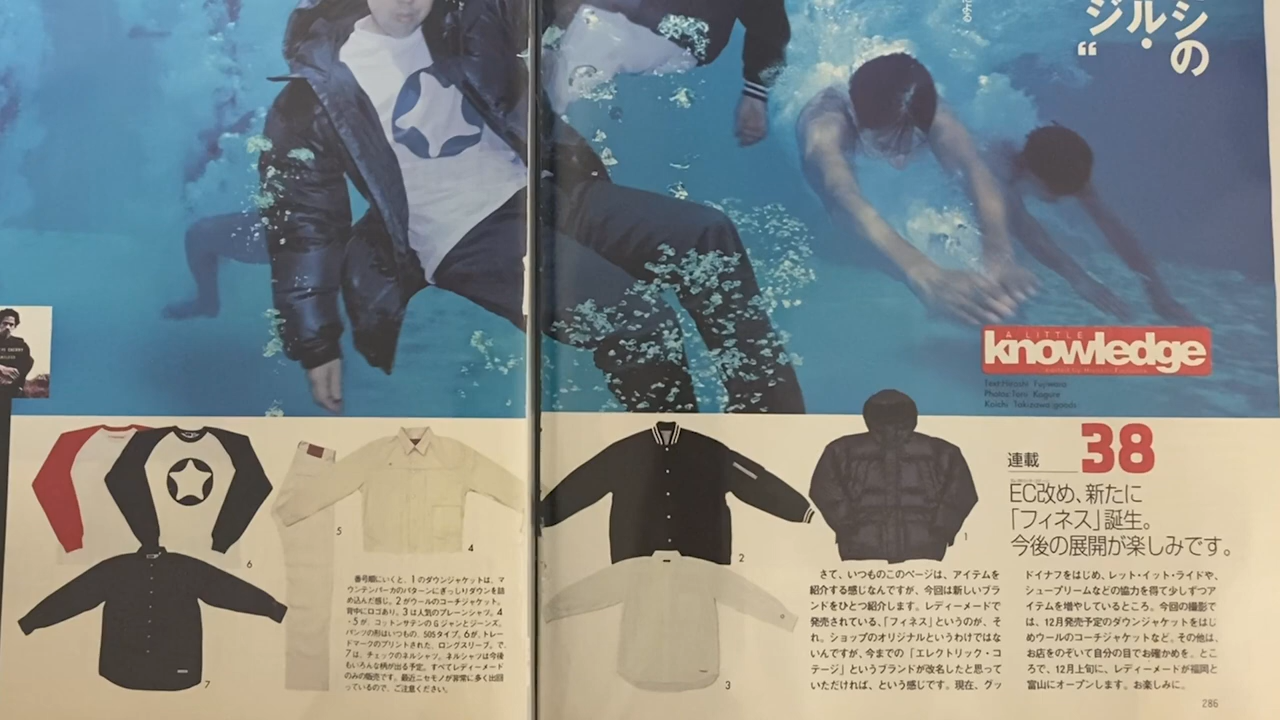 シの
ル・
ジ“
A LITTLE
knowledge
Text:Hiroshi Fujiwara
Photos:Torii Kogure
Koichi Takizawa:goods
連載 38
EC改め、新たに
「フィネス」誕生。
今後の展開が楽しみです。
1
2
3
4
5
6
7
番号順にいくと、1のダウンジャケットは、マ
ウンテンパーカのパターンにぎっしりダウンを詰
め込んだ感じ。2がウールのコーチジャケット。
背中にロゴあり。3は人気のプレーンシャツ。4
・5が、コットンサテンのGジャンとジーンズ。
パンツの形はいつもの、505タイプ。6が、トレー
ドマークのプリントされた、ロングスリーブ。で、
7は、チェックのネルシャツ。ネルシャツは今後
もいろんな柄が出る予定。すべてレディーメード
のみの販売です。最近ニセモノが非常に多く出回
っているので、ご注意ください。
さて、いつものこのページは、アイテムを
紹介する感じなんですが、今回は新しいブラ
ンドをひとつ紹介します。レディーメードで
発売されている、「フィネス」というのが、そ
れ。ショップのオリジナルというわけではな
いんですが、今までの「エレクトリック・コ
テージ」というブランドが改名したと思って
いただければ、という感じです。現在、グッ
ドイナフをはじめ、レット・イット・ライドや、
シューブリームなどの協力を得て少しずつア
イテムを増やしているところ。今回の撮影で
は、12月発売予定のダウンジャケットをはじ
めウールのコーチジャケットなど。その他は、
お店をのぞいて自分の目でお確かめを。とこ
ろで、12月上旬に、レディーメードが福岡と
富山にオープンします。お楽しみに。
286